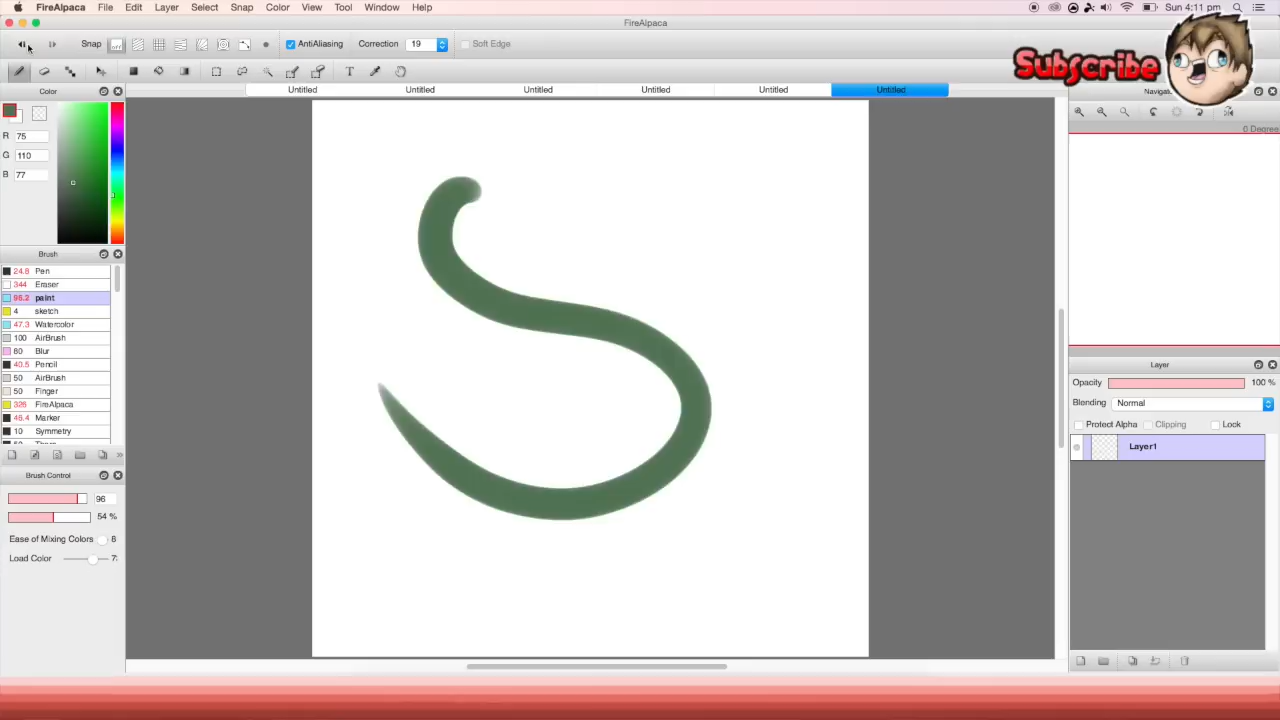 FireAlpaca File Edit Layer Select Snap Color View Tool Window Help Sun 4:11 pm
FireAlpaca
Snap AntiAliasing Correction 19 Soft Edge
Subscribe
Untitled Untitled Untitled Untitled Untitled Untitled
Color
R 75
G 110
B 77
0 Degree
Brush
24.8 Pen
344 Eraser
96.2 paint
4 sketch
47.3 Watercolor
100 AirBrush
80 Blur
40.5 Pencil
50 AirBrush
50 Finger
326 FireAlpaca
46.4 Marker
10 Symmetry
Brush Control
96
54 %
Ease of Mixing Colors
Load Color
Layer
Opacity 100 %
Blending Normal
Protect Alpha Clipping Lock
Layer1